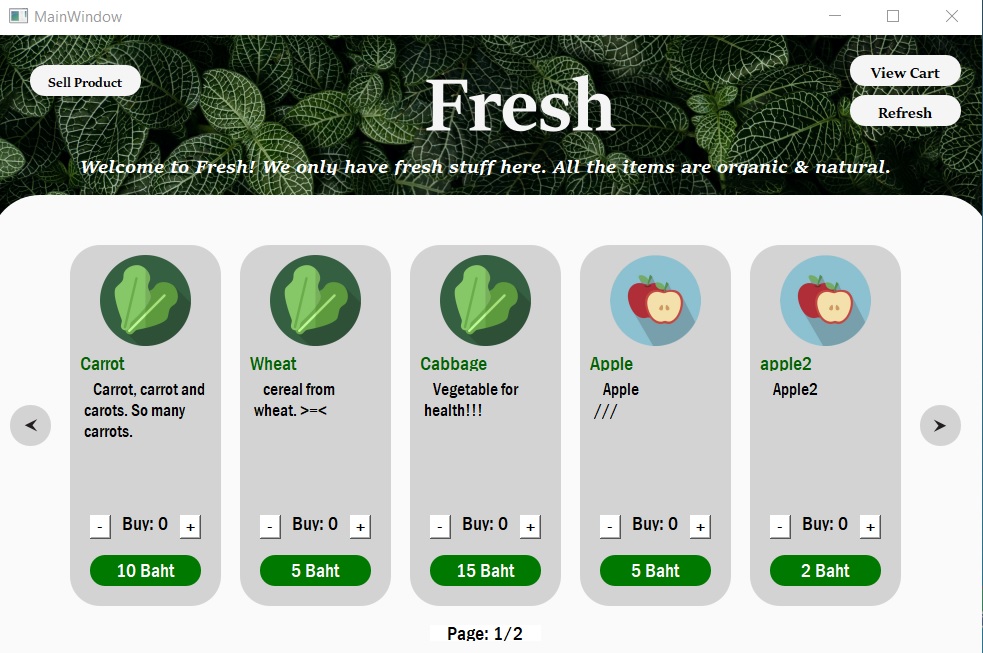 MainWindow
Sell Product
Fresh
View Cart
Refresh
Welcome to Fresh! We only have fresh stuff here. All the items are organic & natural.
Carrot
Carrot, carrot and
carots. So many
carrots.
- Buy: 0 +
10 Baht
Wheat
cereal from
wheat. >=<
- Buy: 0 +
5 Baht
Cabbage
Vegetable for
health!!!
- Buy: 0 +
15 Baht
Apple
Apple
///
- Buy: 0 +
5 Baht
apple2
Apple2
- Buy: 0 +
2 Baht
Page: 1/2